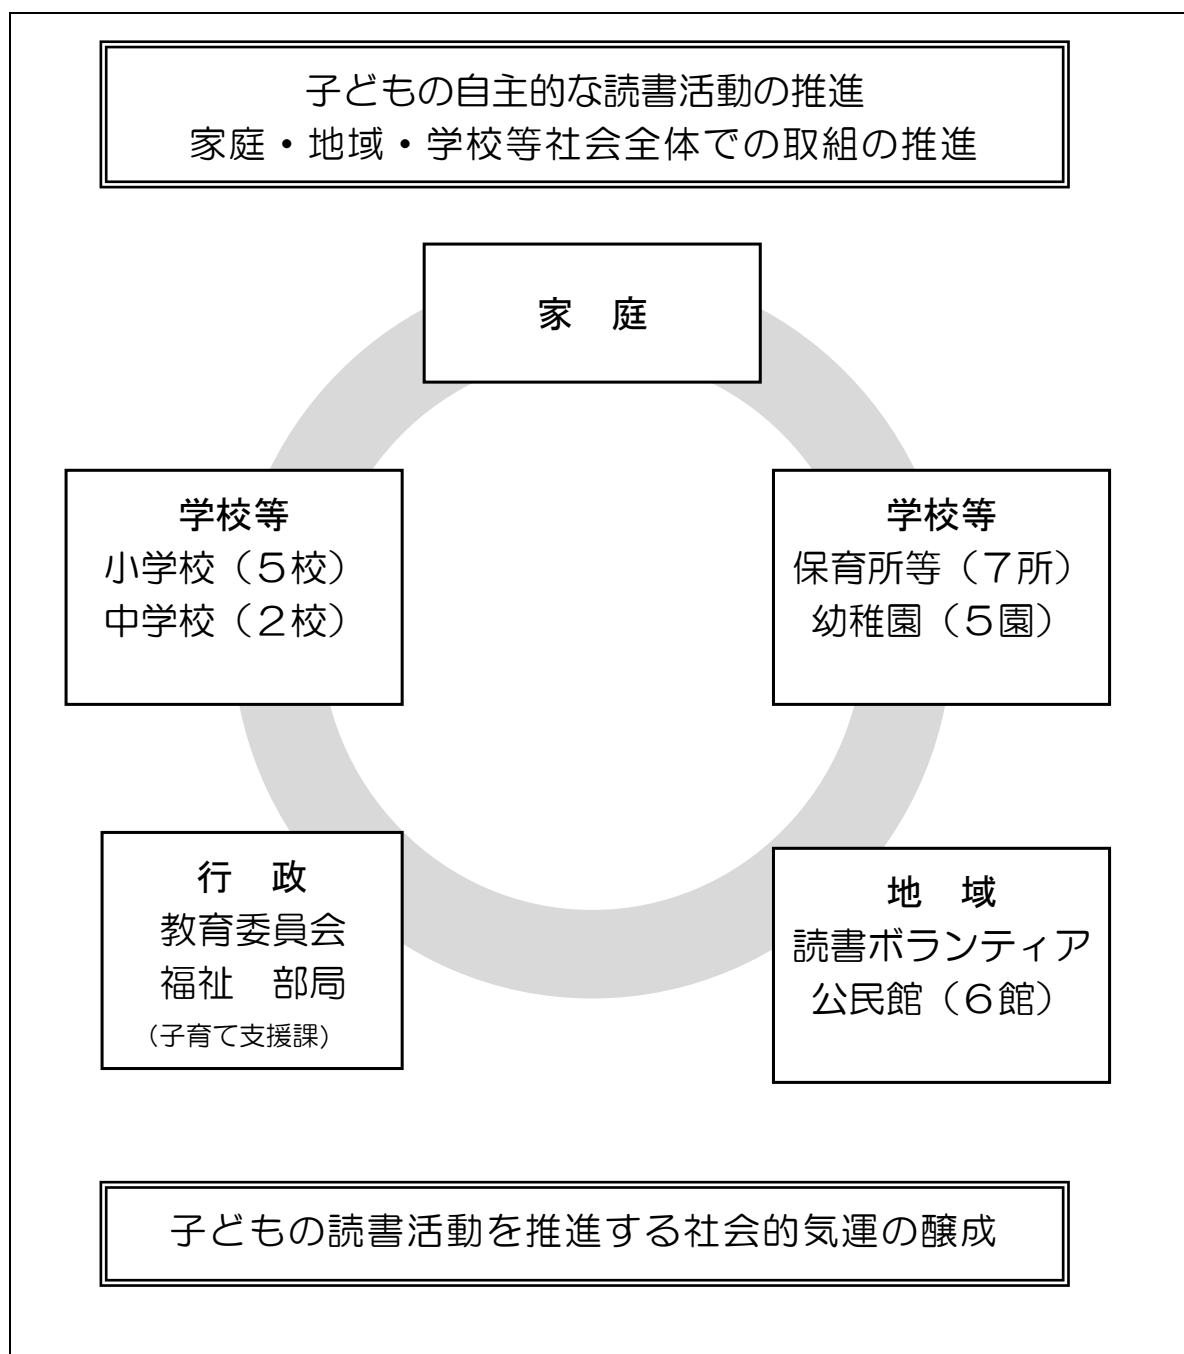 子どもの自主的な読書活動の推進
家庭・地域・学校等社会全体での取組の推進
家　庭
学校等
小学校（５校）
中学校（２校）
学校等
保育所等（７所）
幼稚園（５園）
行　政
教育委員会
福祉　部局
（子育て支援課）
地　域
読書ボランティア
公民館（６館）
子どもの読書活動を推進する社会的気運の醸成